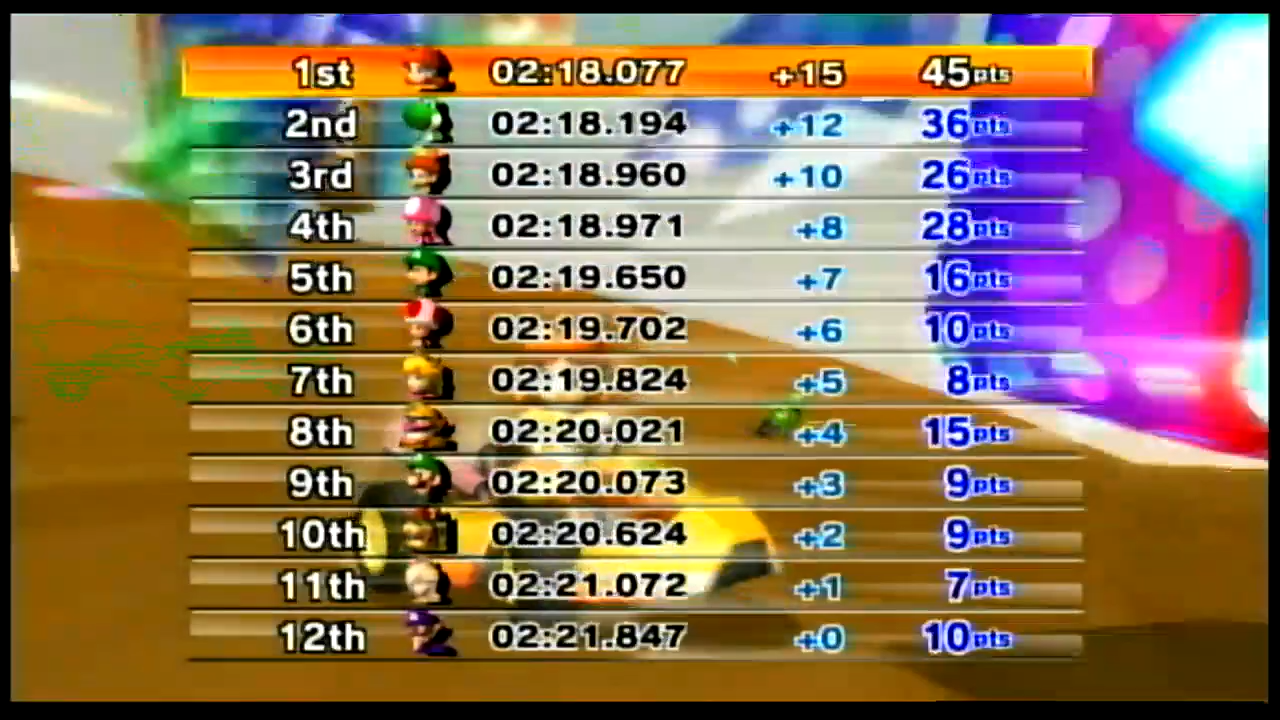 1st 02:18.077 +15 45pts
2nd 02:18.194 +12 36pts
3rd 02:18.960 +10 26pts
4th 02:18.971 +8 28pts
5th 02:19.650 +7 16pts
6th 02:19.702 +6 10pts
7th 02:19.824 +5 8pts
8th 02:20.021 +4 15pts
9th 02:20.073 +3 9pts
10th 02:20.624 +2 9pts
11th 02:21.072 +1 7pts
12th 02:21.847 +0 10pts